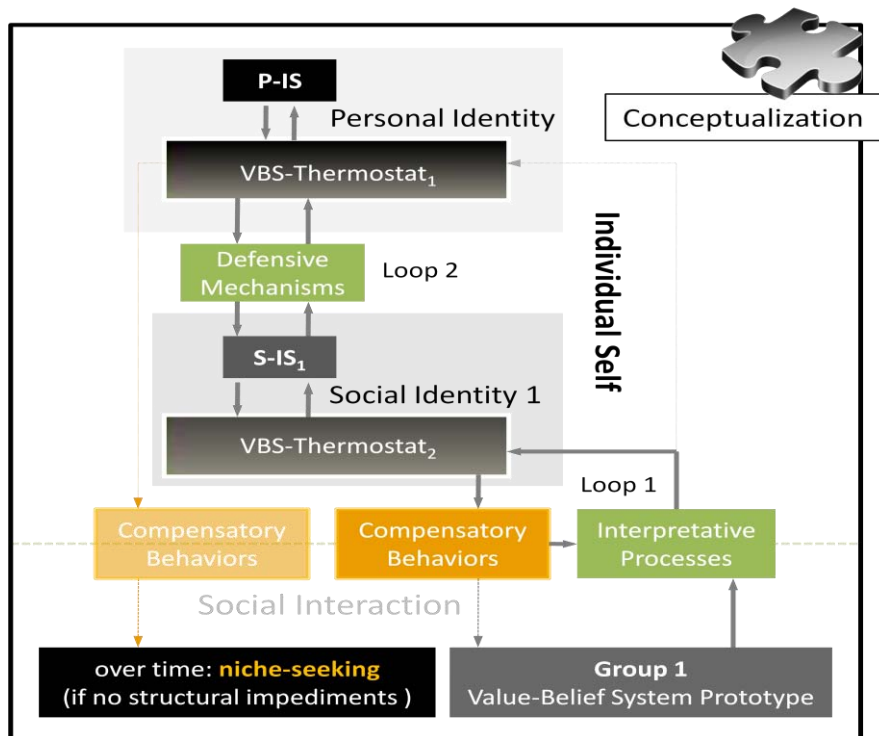 P-IS
Personal Identity
Conceptualization
VBS-Thermostat₁
Defensive
Mechanisms
Loop 2
Individual Self
S-IS₁
Social Identity 1
VBS-Thermostat₂
Loop 1
Compensatory
Behaviors
Compensatory
Behaviors
Interpretative
Processes
Social Interaction
over time: niche-seeking
(if no structural impediments )
Group 1
Value-Belief System Prototype